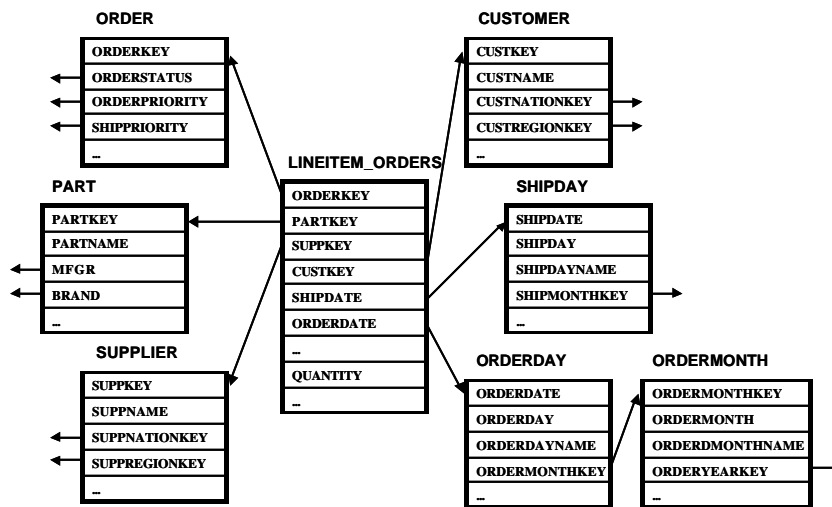 ORDER
ORDERKEY
ORDERSTATUS
ORDERPRIORITY
SHIPPRIORITY
...
CUSTOMER
CUSTKEY
CUSTNAME
CUSTNATIONKEY
CUSTREGIONKEY
...
LINEITEM_ORDERS
ORDERKEY
PARTKEY
SUPPKEY
CUSTKEY
SHIPDATE
ORDERDATE
...
QUANTITY
...
PART
PARTKEY
PARTNAME
MFGR
BRAND
...
SHIPDAY
SHIPDATE
SHIPDAY
SHIPDAYNAME
SHIPMONTHKEY
...
SUPPLIER
SUPPKEY
SUPPNAME
SUPPNATIONKEY
SUPPREGIONKEY
...
ORDERDAY
ORDERDATE
ORDERDAY
ORDERDAYNAME
ORDERMONTHKEY
...
ORDERMONTH
ORDERMONTHKEY
ORDERMONTH
ORDERDMONTHNAME
ORDERYEARKEY
...